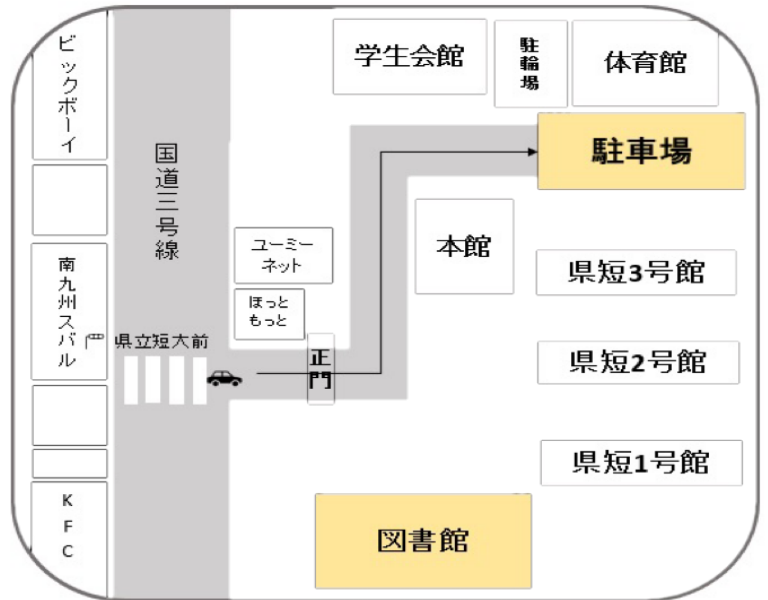 ビックボーイ
国道三号線
学生会館
駐輪場
体育館
駐車場
ユーミー
ネット
本館
県短3号館
南九州スバル
ほっと
もっと
県立短大前
正門
県短2号館
県短1号館
KFC
図書館